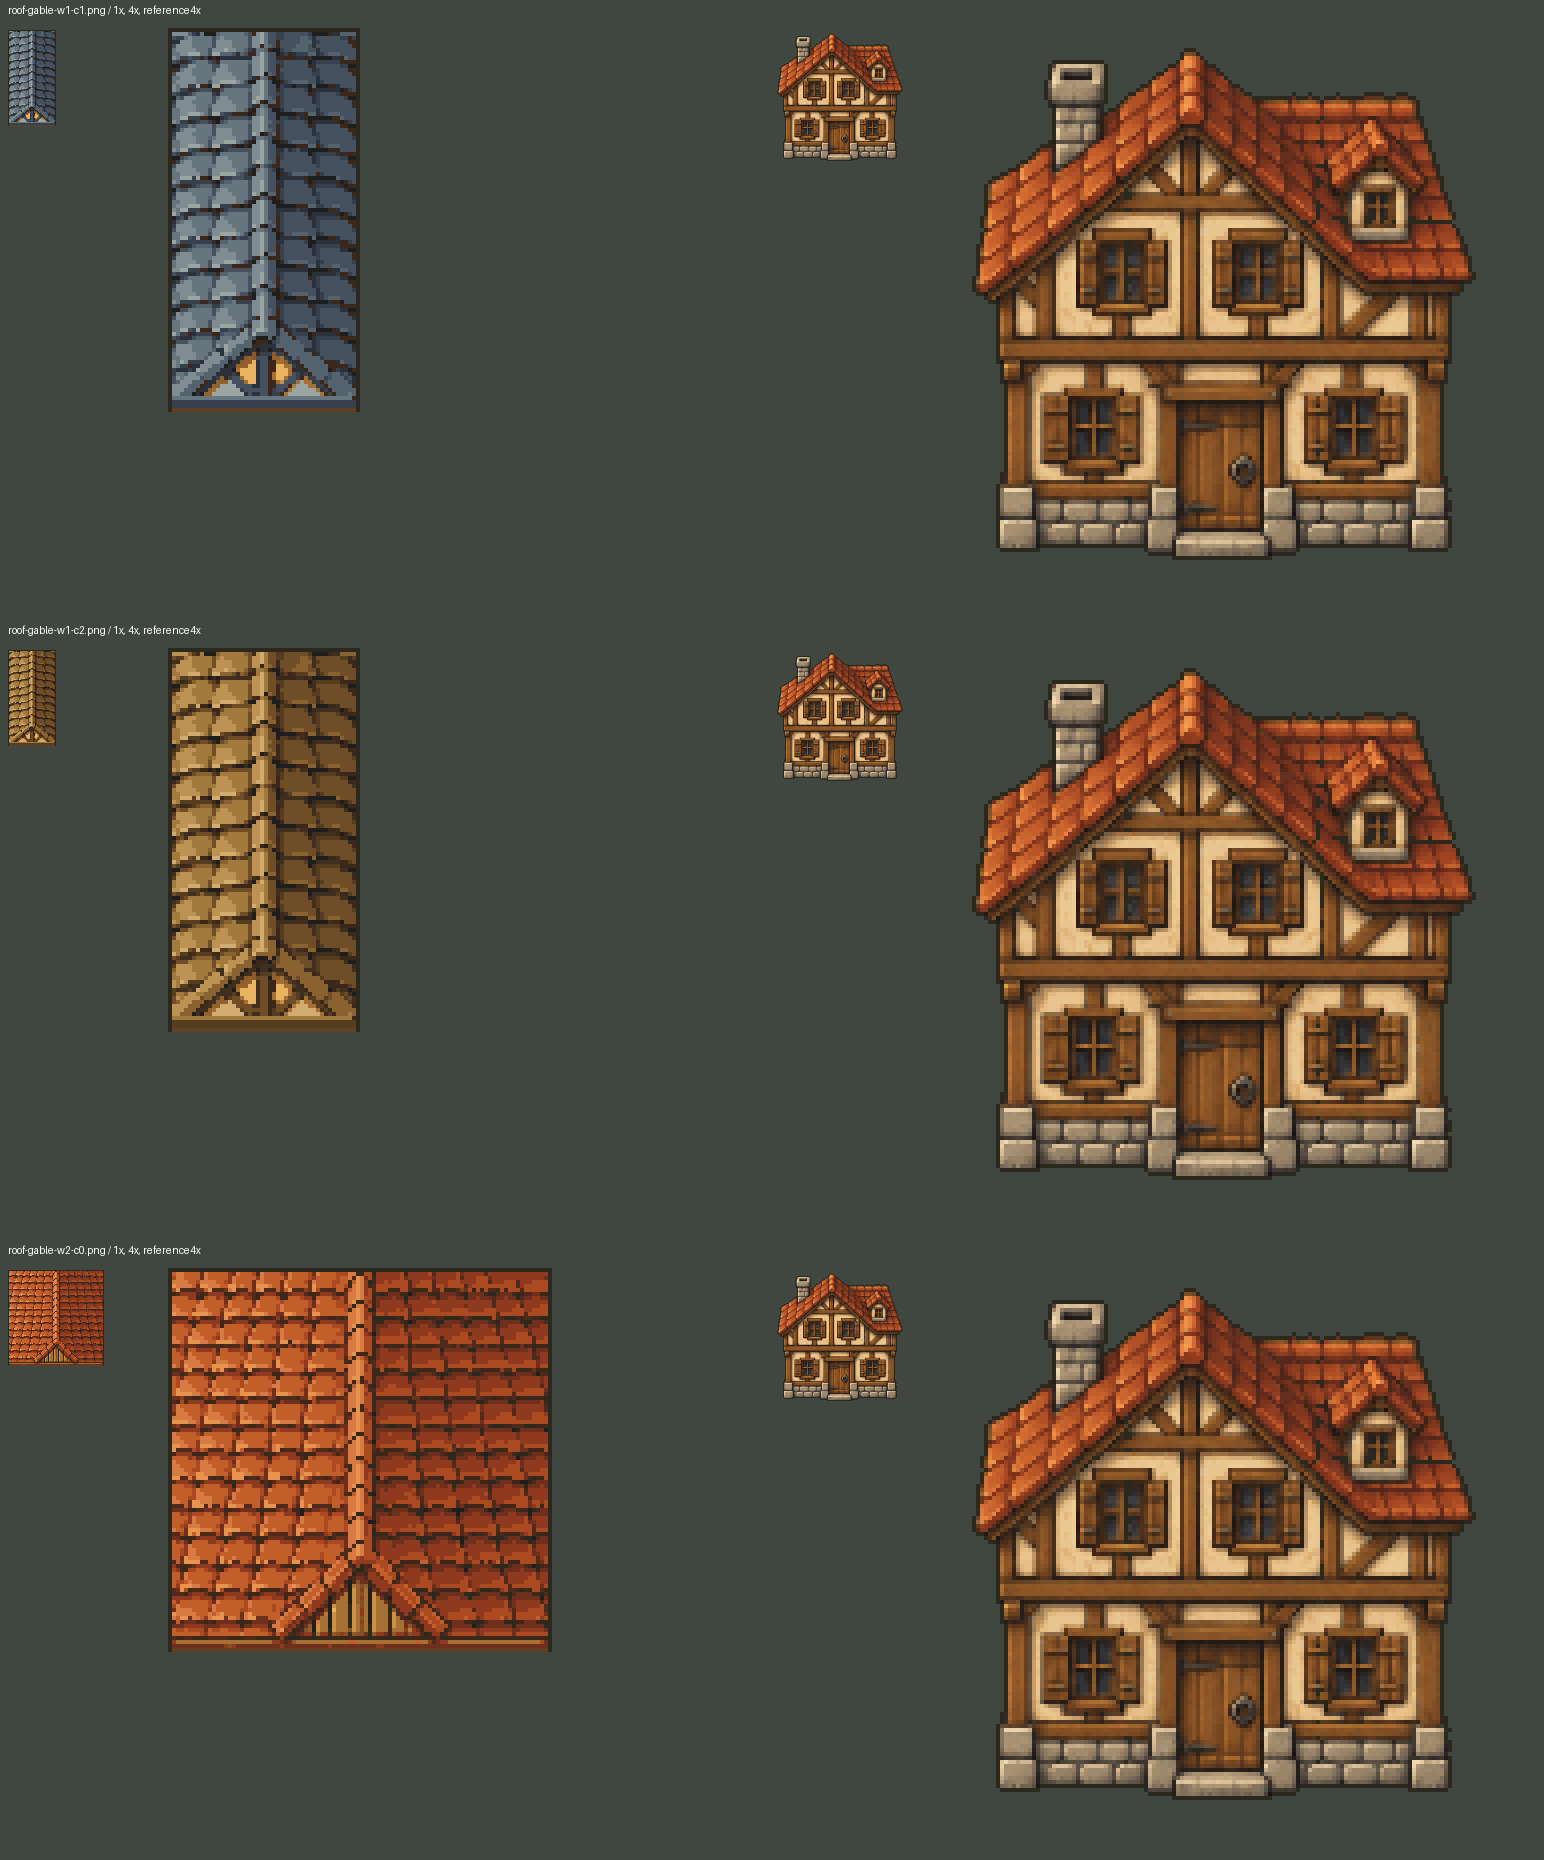 roof-gable-w1-c1.png / 1x, 4x, reference4x
roof-gable-w1-c2.png / 1x, 4x, reference4x
roof-gable-w2-c0.png / 1x, 4x, reference4x